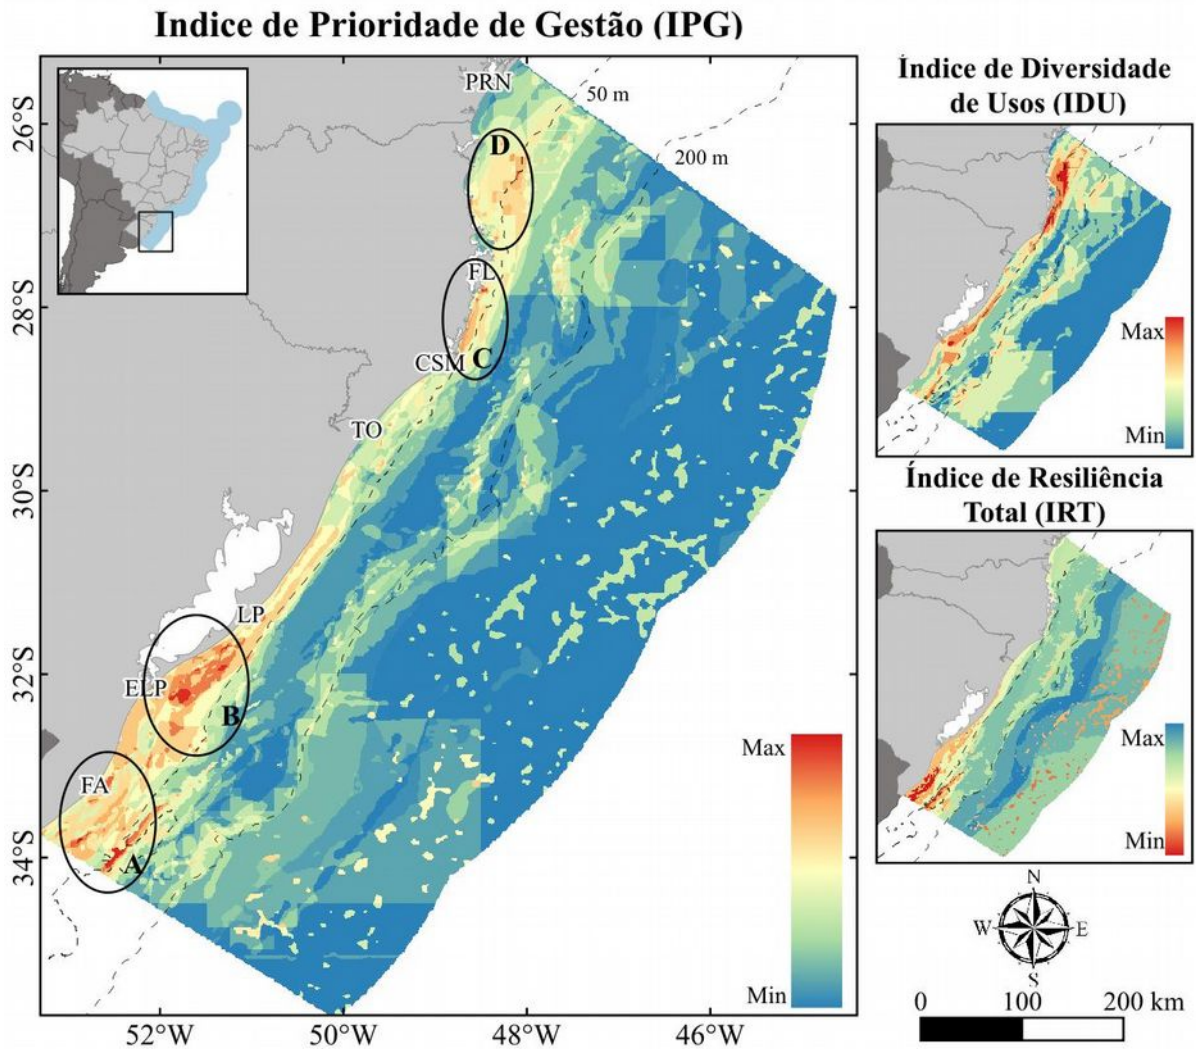 Indice de Prioridade de Gestão (IPG)
PRN
50 m
200 m
D
FL
C
CSM
TO
LP
ELP
B
FA
A
26°S
28°S
30°S
32°S
34°S
52°W
50°W
48°W
46°W
Max
Min
Índice de Diversidade
de Usos (IDU)
Max
Min
Índice de Resiliência
Total (IRT)
Max
Min
N
W
E
S
0 100 200 km